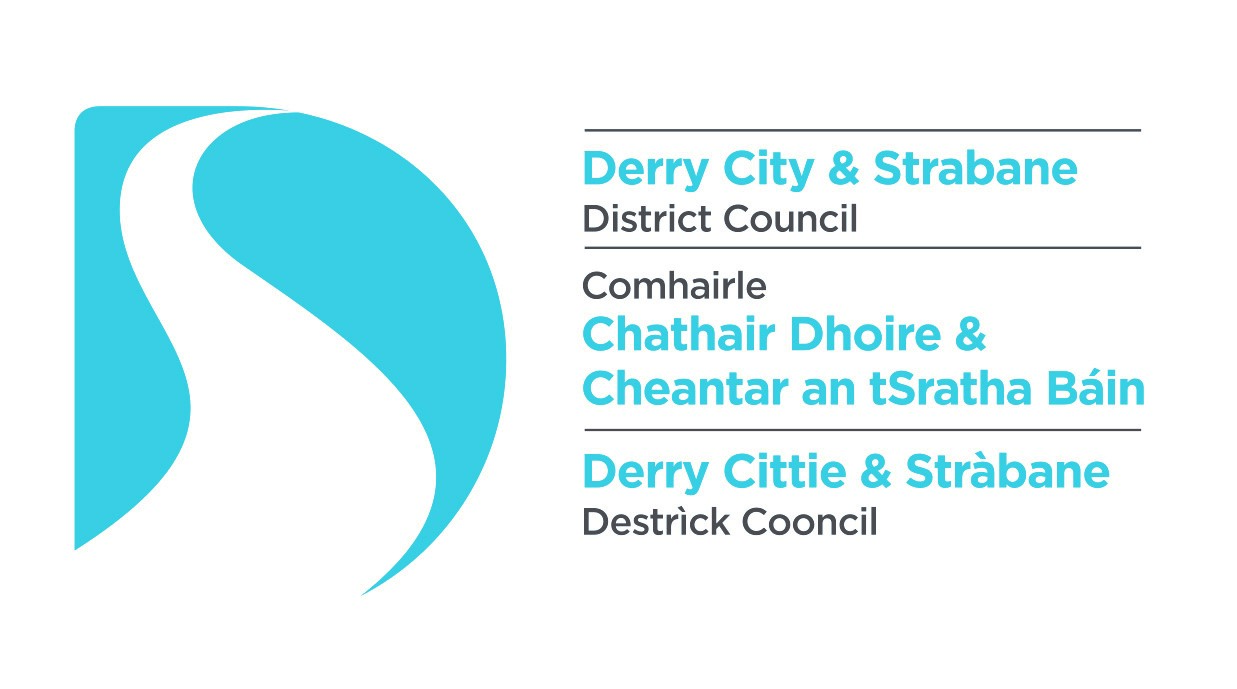 Derry City & Strabane
District Council
Comhairle
Chathair Dhoire &
Cheantar an tSratha Báin
Derry Cittie & Stràbane
Destrìck Cooncil